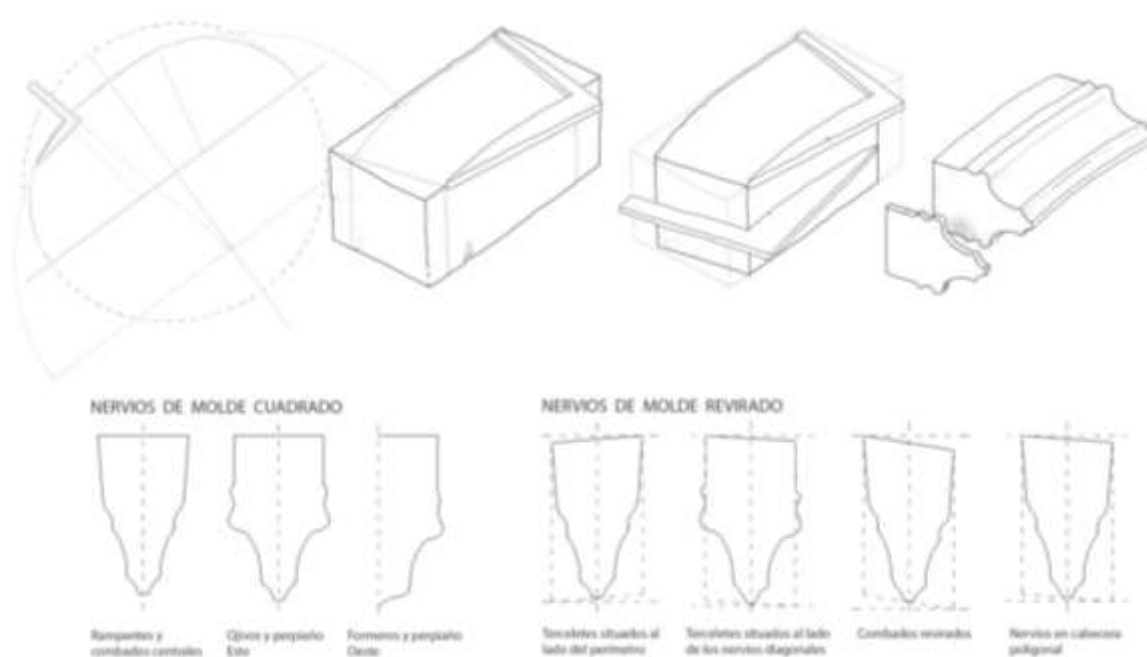 NERVIOS DE MOLDE CUADRADO
NERVIOS DE MOLDE REVIRADO
Rampantes y
combados centrales
Ojivos y perpiaño
Este
Formeros y perpiaño
Oeste
Terceletes situados al
lado del perímetro
Terceletes situados al lado
de los nervios diagonales
Combados revirados
Nervios en cabecera
poligonal